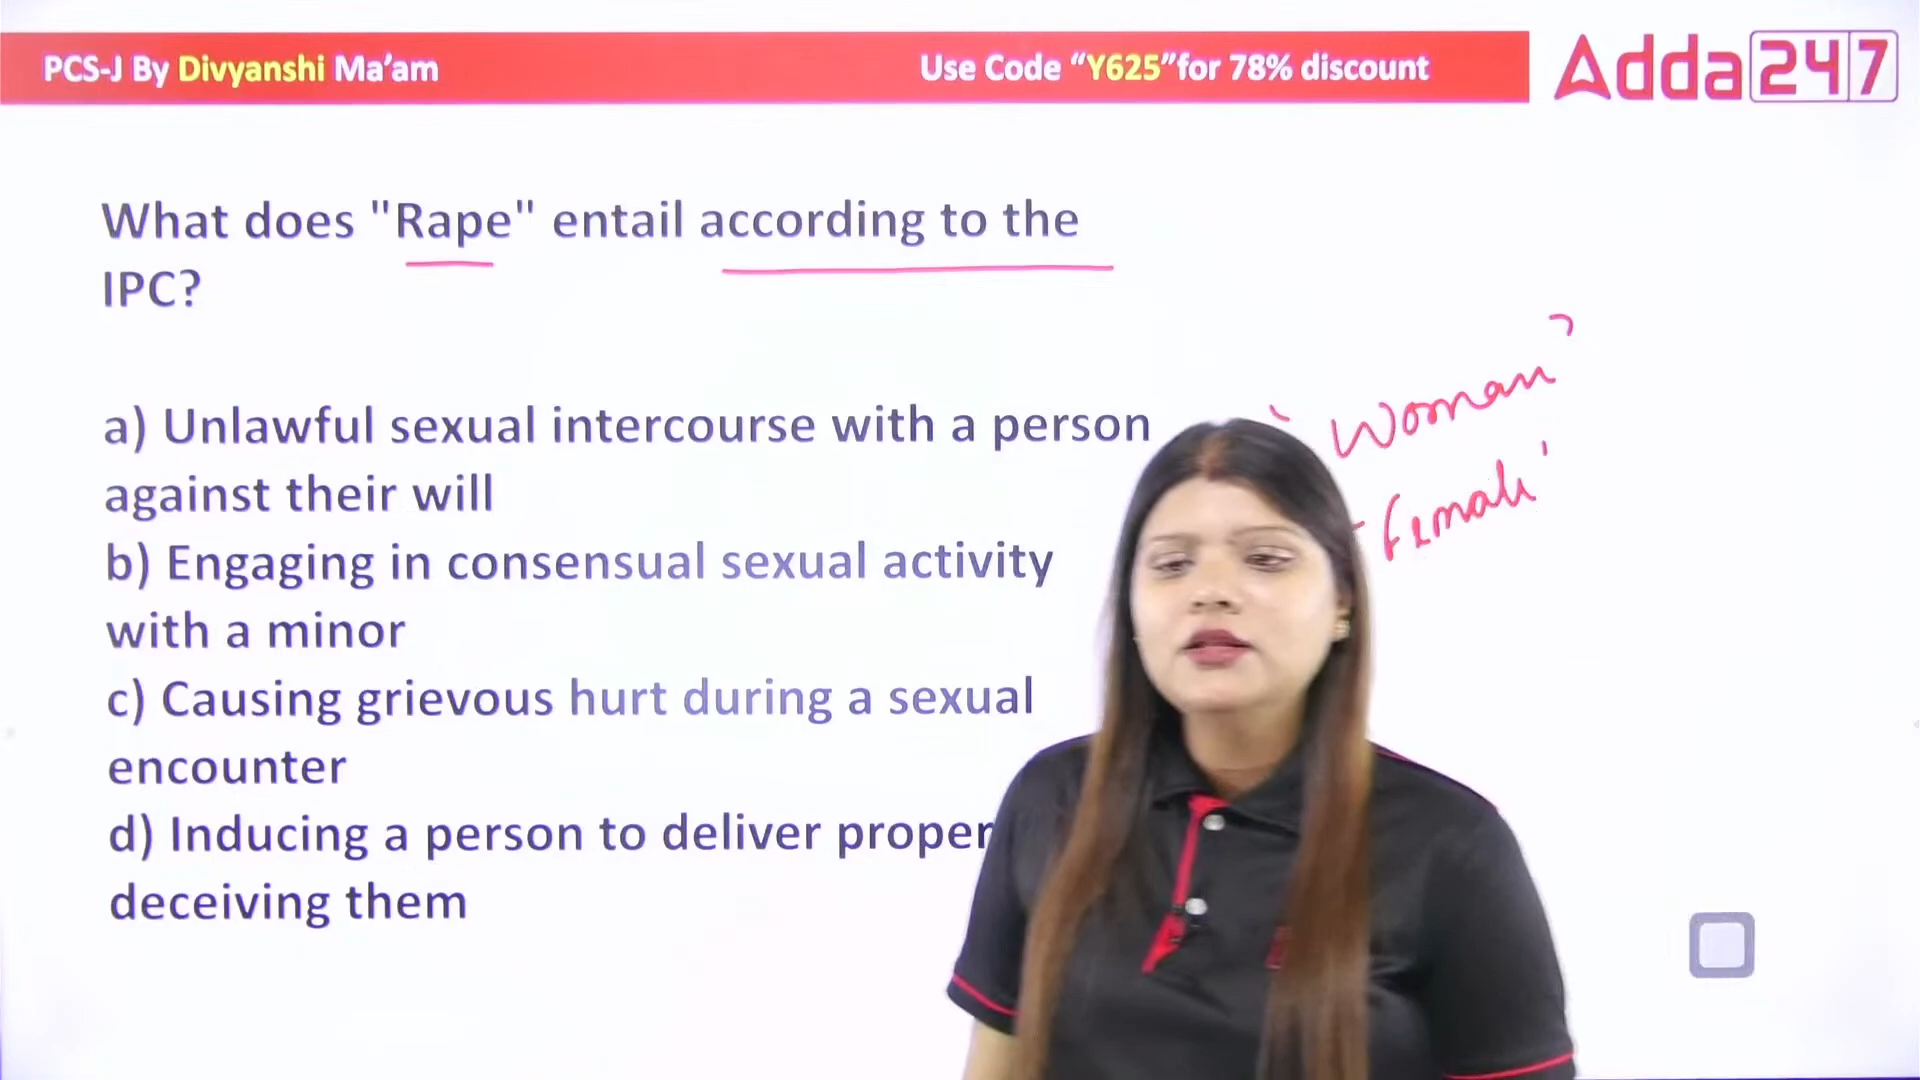 PCS-J By Divyanshi Ma’am
Use Code “Y625”for 78% discount
Adda247
What does "Rape" entail according to the
IPC?
a) Unlawful sexual intercourse with a person
against their will
b) Engaging in consensual sexual activity
with a minor
c) Causing grievous hurt during a sexual
encounter
d) Inducing a person to deliver
deceiving them
‘Woman’
Female’